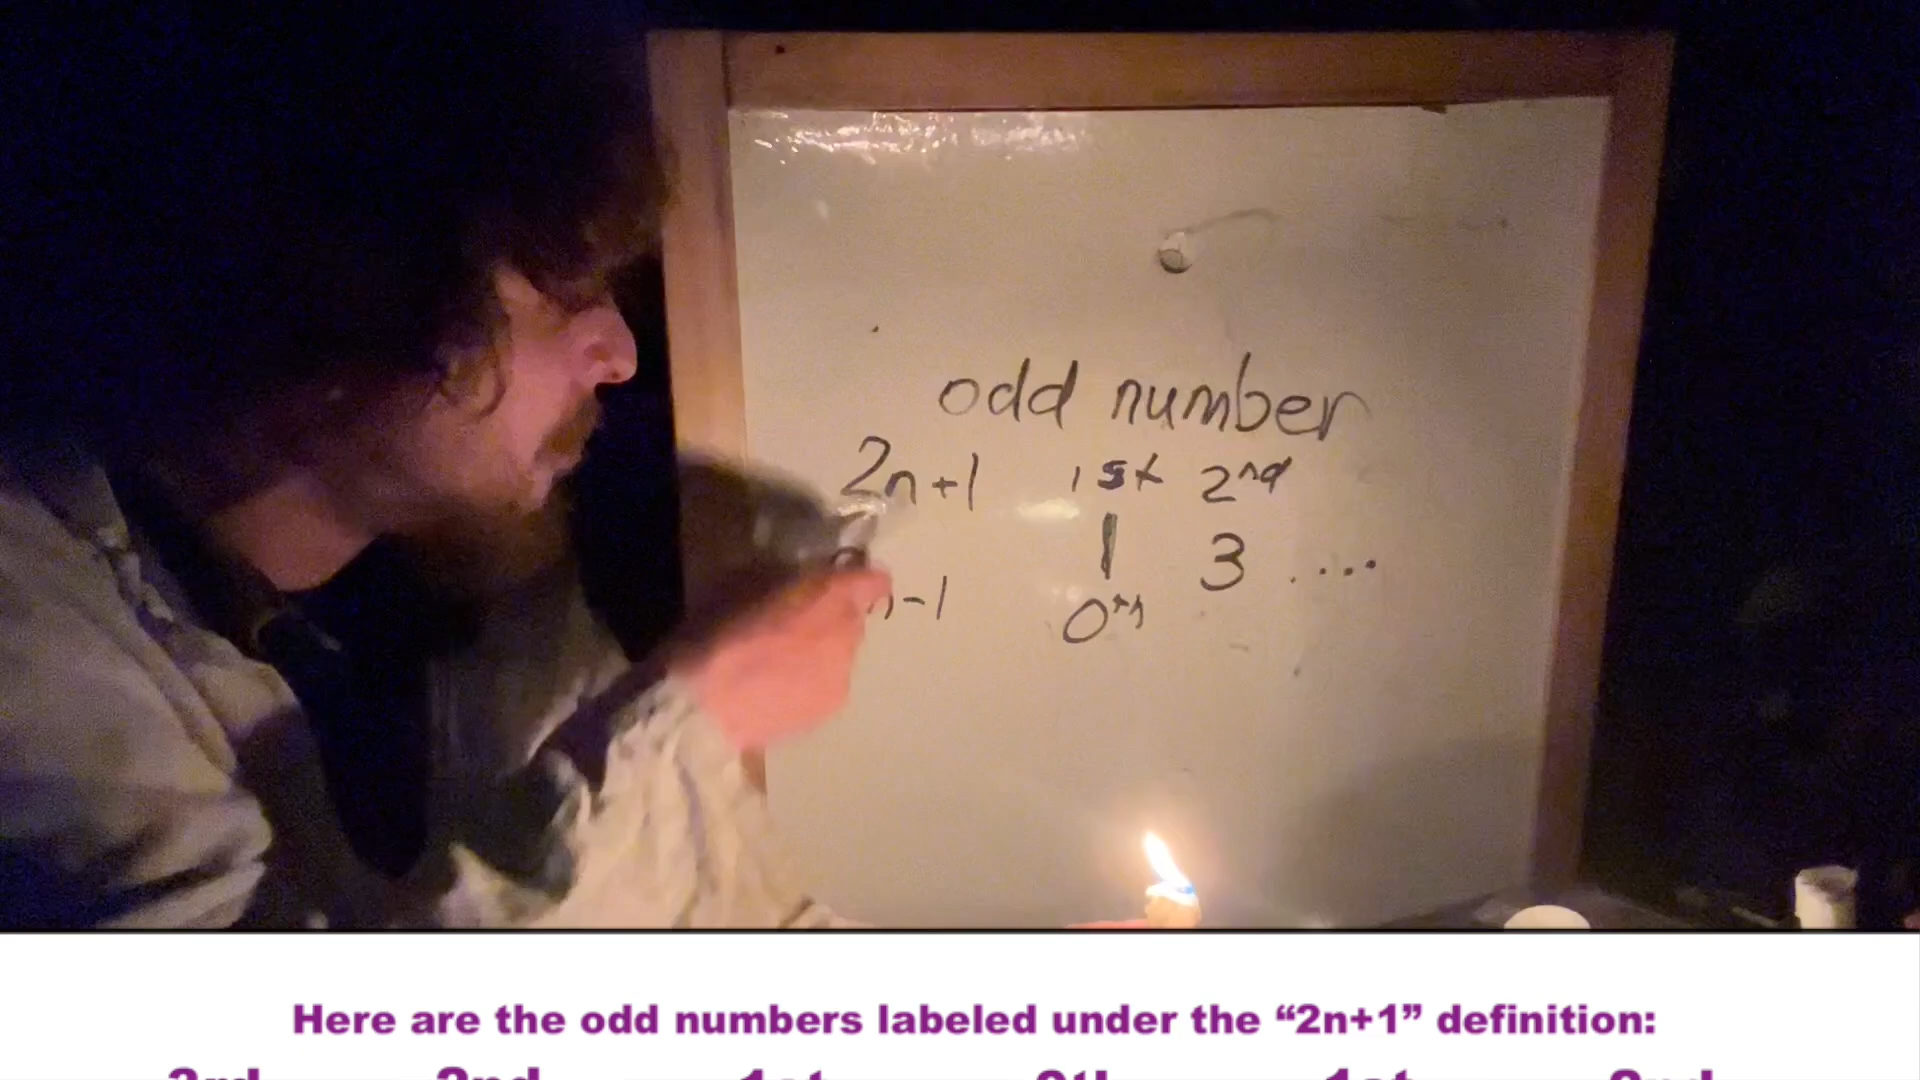 odd number
2n+1 1st 2nd
1 3 ....
n-1 0th
Here are the odd numbers labeled under the “2n+1” definition: